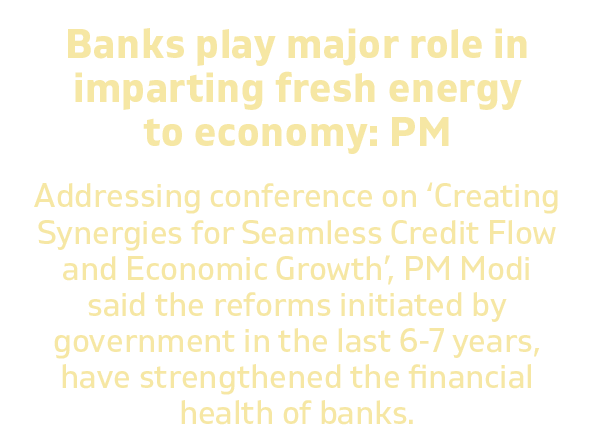 Banks play major role in
imparting fresh energy
to economy: PM
Addressing conference on ‘Creating
Synergies for Seamless Credit Flow
and Economic Growth’, PM Modi
said the reforms initiated by
government in the last 6-7 years,
have strengthened the financial
health of banks.